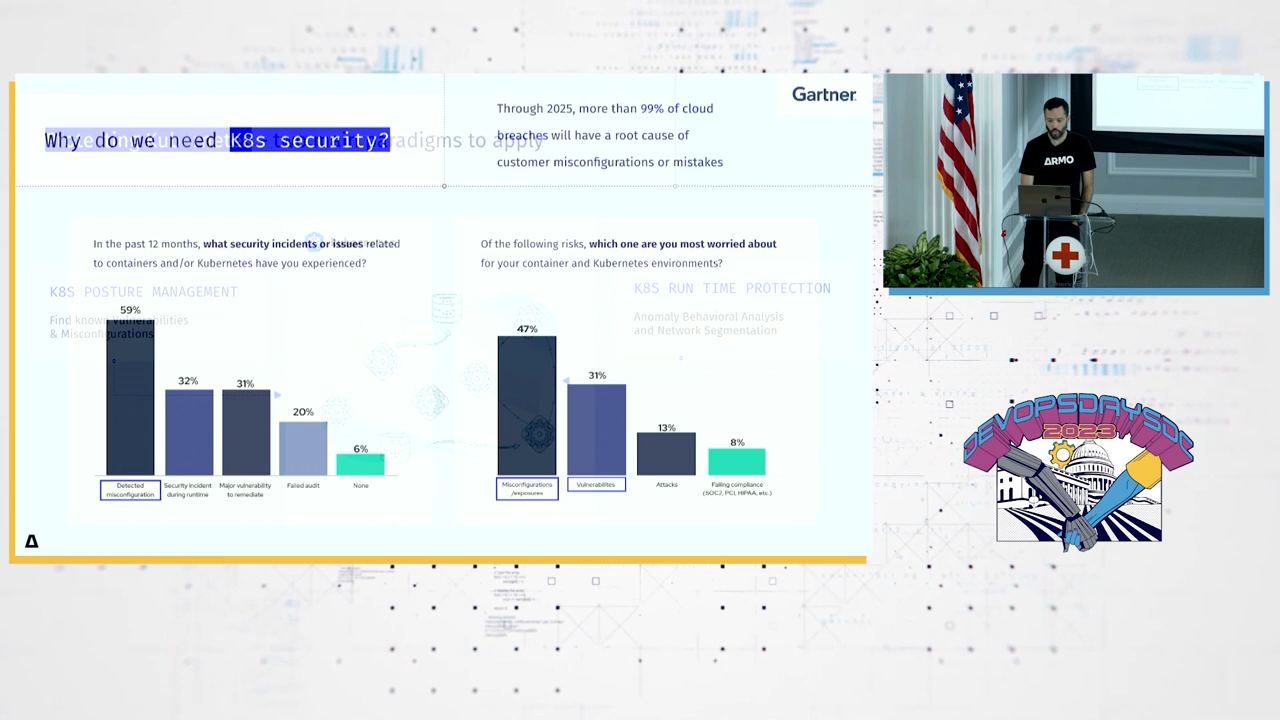 Why do we need K8s security?
radigms to apply
Through 2025, more than 99% of cloud
breaches will have a root cause of
customer misconfigurations or mistakes
Gartner
In the past 12 months, what security incidents or issues related
to containers and/or Kubernetes have you experienced?
K8S POSTURE MANAGEMENT
Find known Vulnerabilities
& Misconfigurations
59%
32%
31%
20%
6%
Detected
misconfiguration
Security incident
during runtime
Major vulnerability
to remediate
Failed audit
None
Of the following risks, which one are you most worried about
for your container and Kubernetes environments?
K8S RUN TIME PROTECTION
Anomaly Behavioral Analysis
and Network Segmentation
47%
31%
13%
8%
Misconfigurations
/exposures
Vulnerabilites
Attacks
Failing compliance
(SOC2, PCI, HIPAA, etc.)
ARMO
DEVOPSDAYSDC
2023